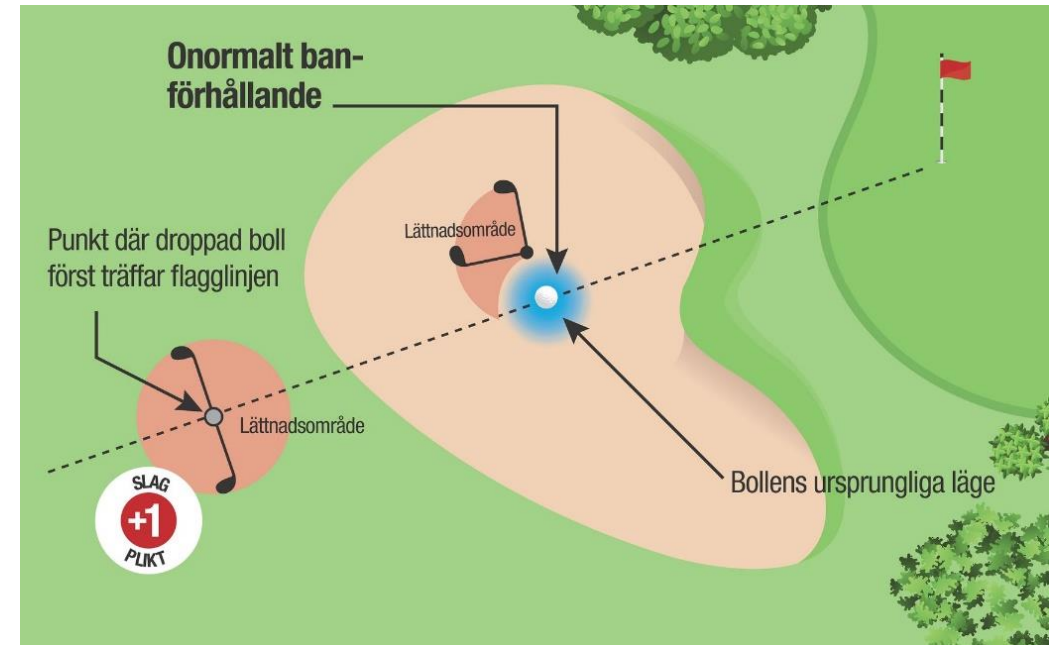 Onormalt ban-
förhållande
Lättnadsområde
Punkt där droppad boll
först träffar flagglinjen
Lättnadsområde
Bollens ursprungliga läge
SLAG
+1
PLIKT